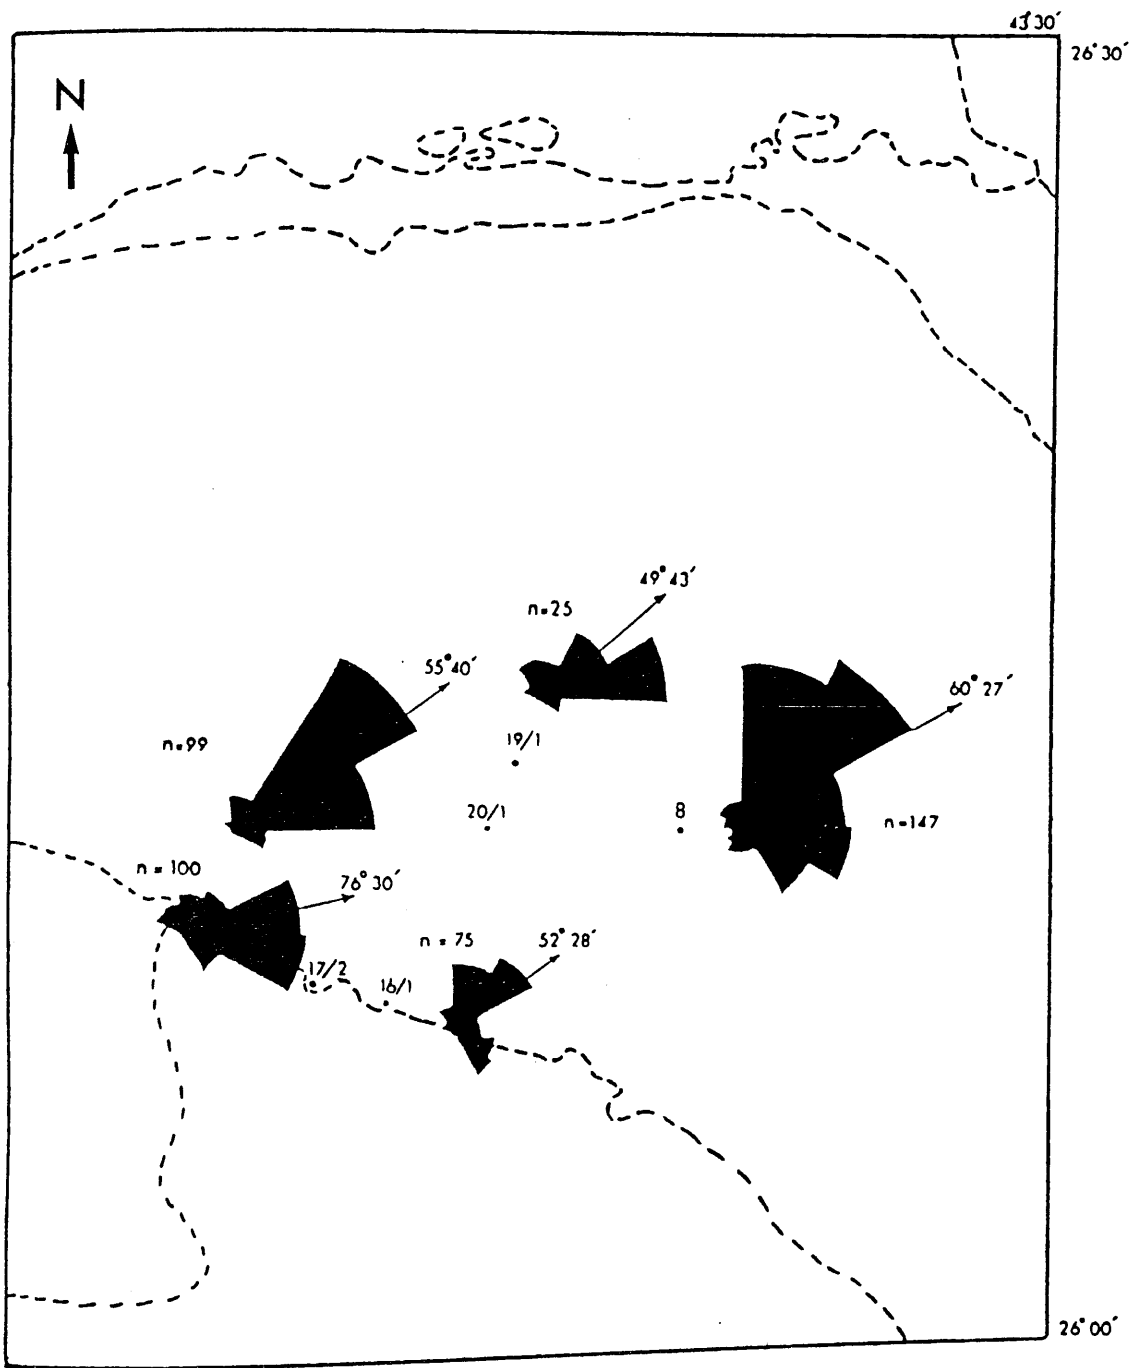 43°30′
26°30′
N
49°43′
n=25
55°40′
60°27′
n=99
19/1
20/1
8
n=147
n = 100
76°30′
n = 75
52°28′
17/2
16/1
26°00′